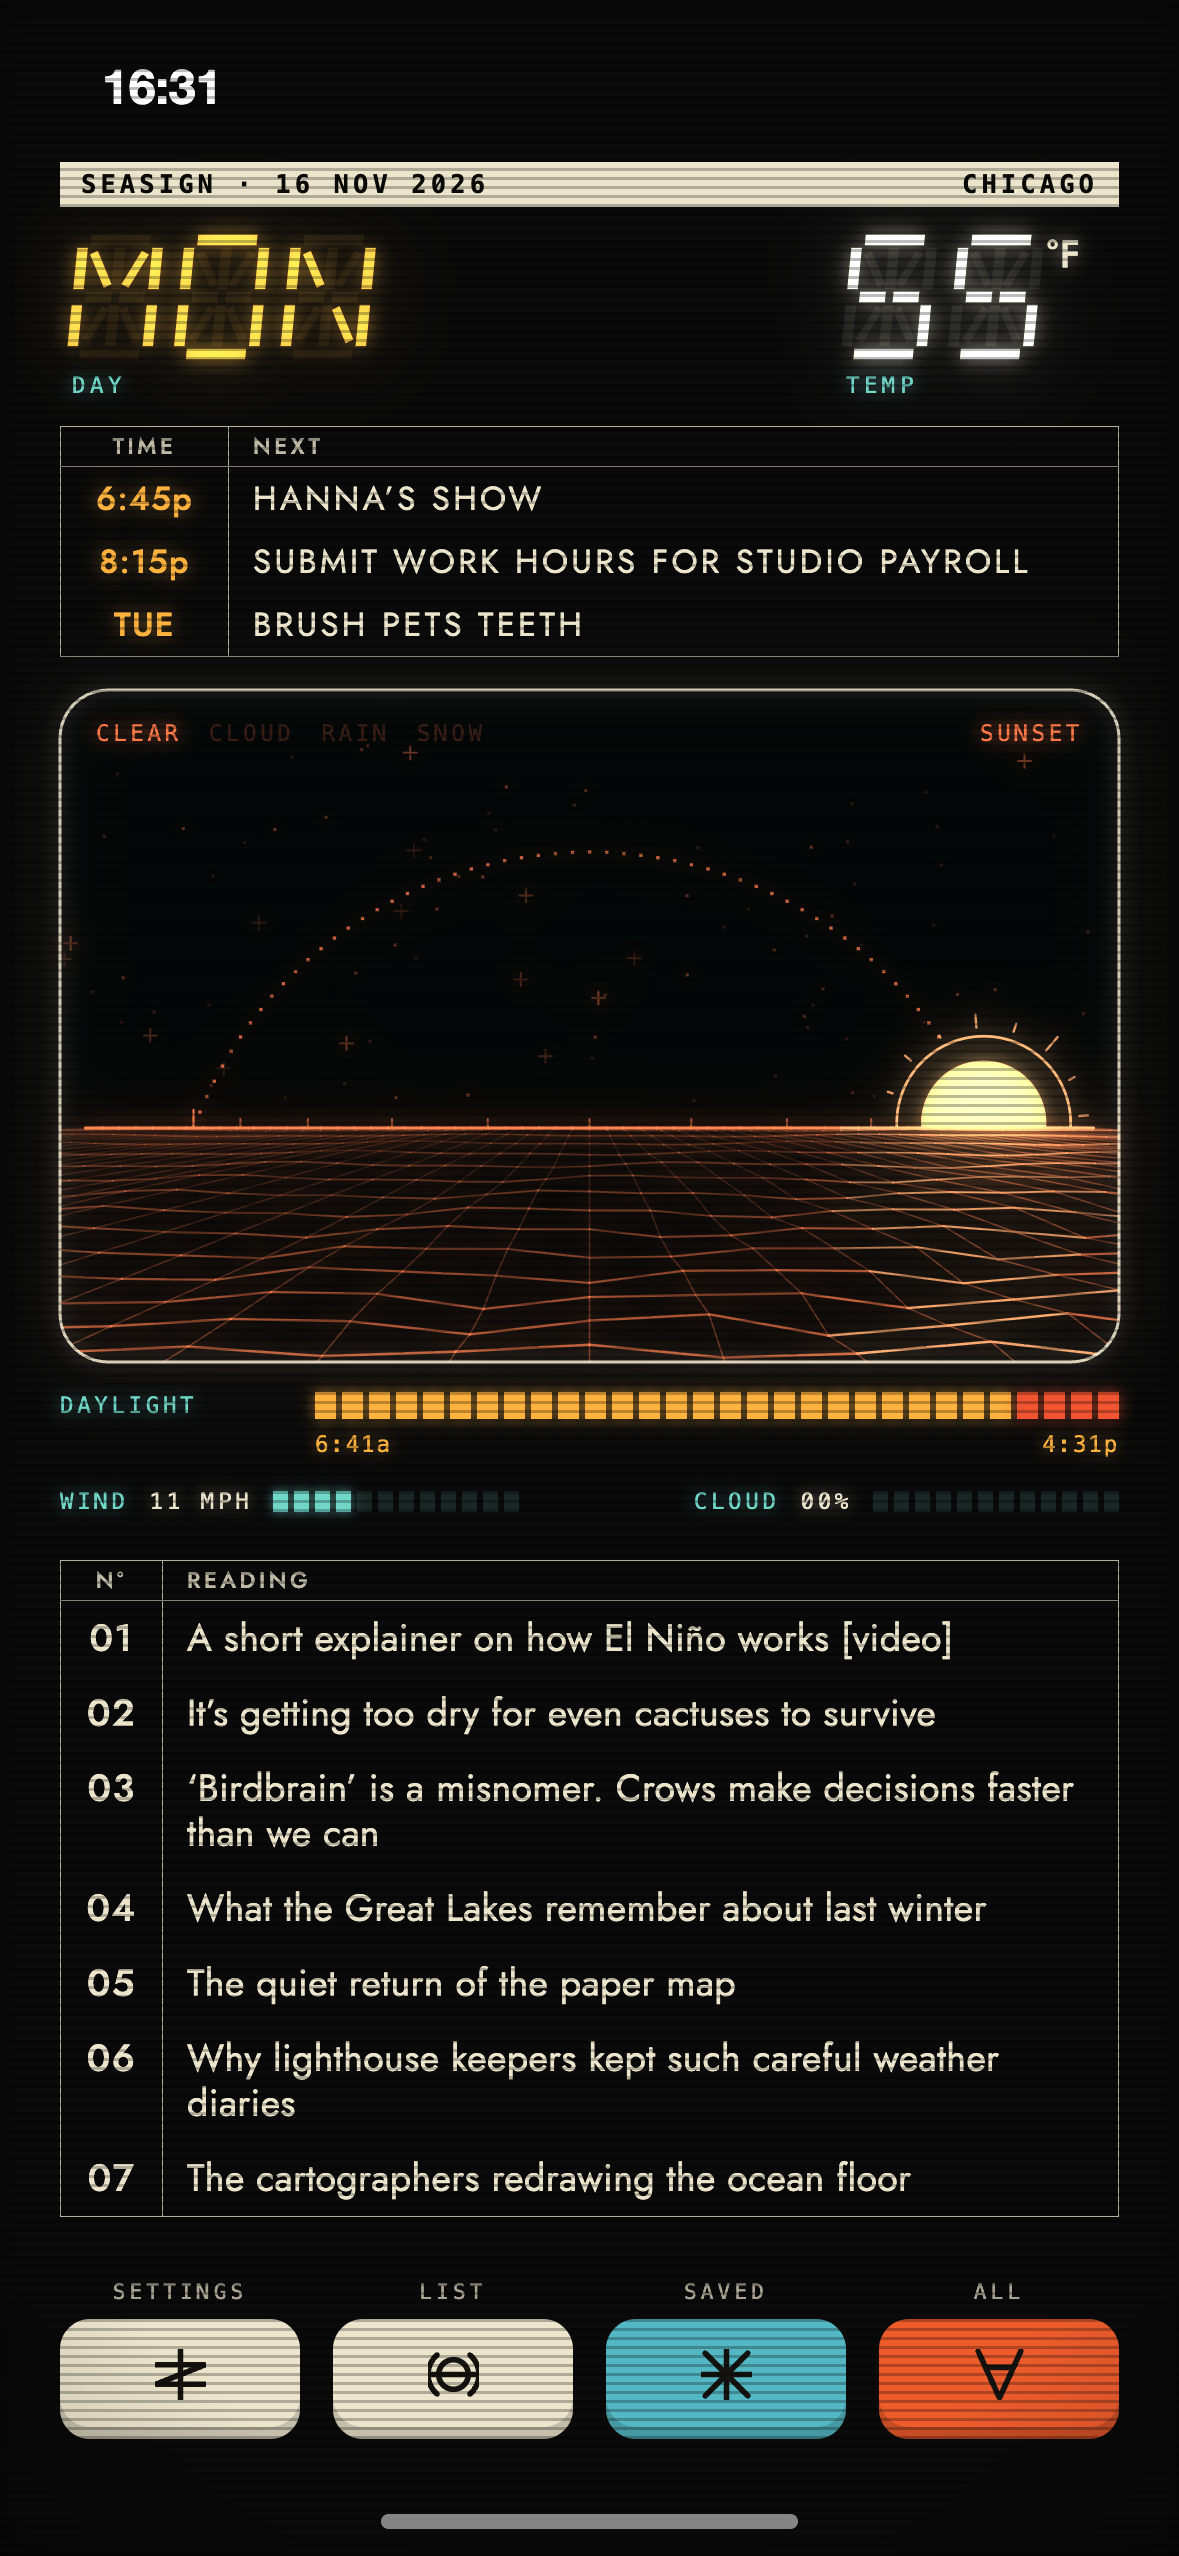 16:31
SEASIGN · 16 NOV 2026 CHICAGO
MON 55 °F
DAY TEMP
TIME NEXT
6:45p HANNA’S SHOW
8:15p SUBMIT WORK HOURS FOR STUDIO PAYROLL
TUE BRUSH PETS TEETH
CLEAR CLOUD RAIN SNOW SUNSET
DAYLIGHT
6:41a 4:31p
WIND 11 MPH CLOUD 00%
N° READING
01 A short explainer on how El Niño works [video]
02 It’s getting too dry for even cactuses to survive
03 ‘Birdbrain’ is a misnomer. Crows make decisions faster
than we can
04 What the Great Lakes remember about last winter
05 The quiet return of the paper map
06 Why lighthouse keepers kept such careful weather
diaries
07 The cartographers redrawing the ocean floor
SETTINGS LIST SAVED ALL